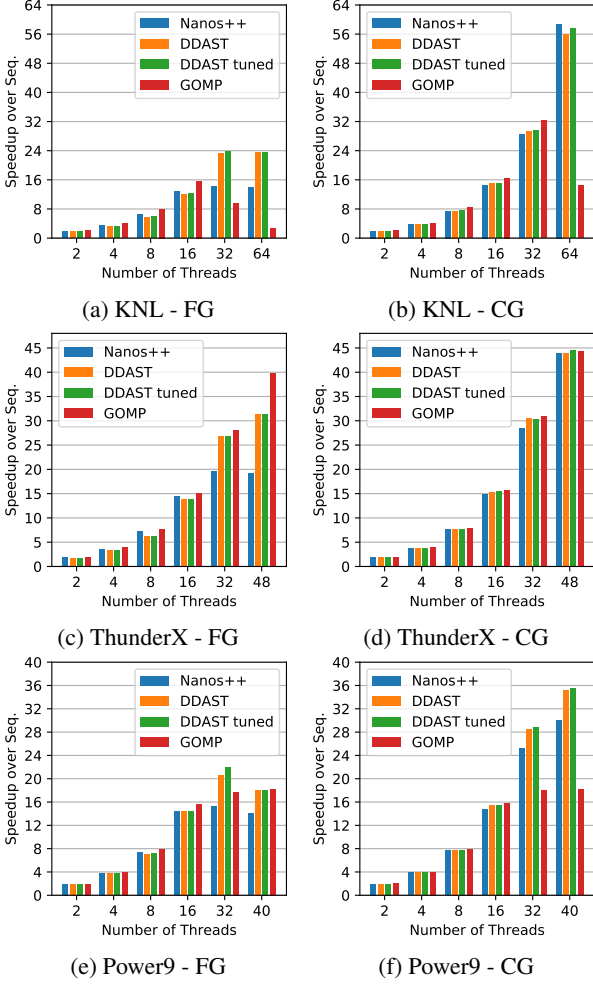 Speedup over Seq.
64
56
48
40
32
24
16
8
0
Nanos++
DDAST
DDAST tuned
GOMP
2 4 8 16 32 64
Number of Threads
(a) KNL - FG
Speedup over Seq.
64
56
48
40
32
24
16
8
0
Nanos++
DDAST
DDAST tuned
GOMP
2 4 8 16 32 64
Number of Threads
(b) KNL - CG
Speedup over Seq.
45
40
35
30
25
20
15
10
5
0
Nanos++
DDAST
DDAST tuned
GOMP
2 4 8 16 32 48
Number of Threads
(c) ThunderX - FG
Speedup over Seq.
45
40
35
30
25
20
15
10
5
0
Nanos++
DDAST
DDAST tuned
GOMP
2 4 8 16 32 48
Number of Threads
(d) ThunderX - CG
Speedup over Seq.
40
36
32
28
24
20
16
12
8
4
0
Nanos++
DDAST
DDAST tuned
GOMP
2 4 8 16 32 40
Number of Threads
(e) Power9 - FG
Speedup over Seq.
40
36
32
28
24
20
16
12
8
4
0
Nanos++
DDAST
DDAST tuned
GOMP
2 4 8 16 32 40
Number of Threads
(f) Power9 - CG